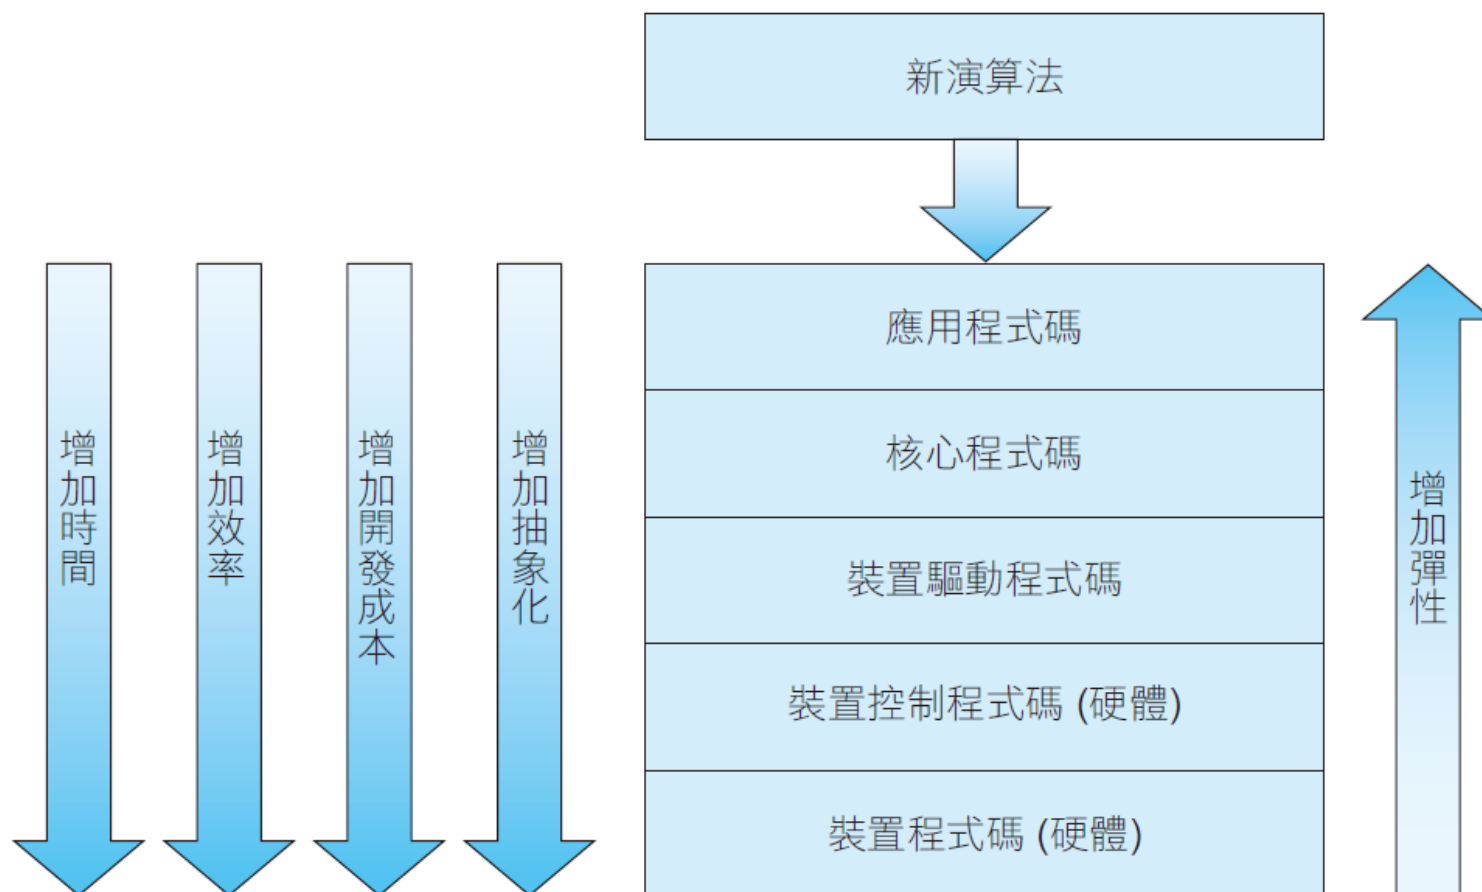 新演算法
增加時間
增加效率
增加開發成本
增加抽象化
應用程式碼
核心程式碼
裝置驅動程式碼
裝置控制程式碼 (硬體)
裝置程式碼 (硬體)
增加彈性